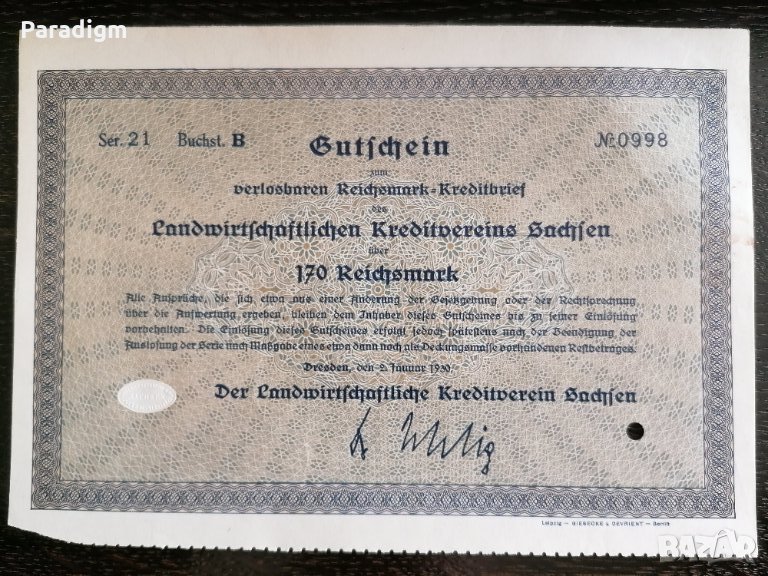 Paradigm
Ser. 21 Buchst. B Gutschein No 0998
zum
verlosbaren Reichsmark-Kreditbrief
des
Landwirtschaftlichen Kreditvereins Sachsen
über
170 Reichsmark
Alle Ansprüche, die sich etwa aus einer Änderung der Gesetzgebung oder der Rechtsprechung
über die Aufwertung ergeben, bleiben dem Inhaber dieses Gutscheines bis zu seiner Einlösung
vorbehalten. Die Einlösung dieses Gutscheines erfolgt jedoch spätestens nach der Beendigung der
Auslosung der Serie nach Maßgabe eines etwa dann noch als Deckungsmasse vorhandenen Restbetrages.
Dresden, den 2. Januar 1930.
Der Landwirtschaftliche Kreditverein Sachsen
Leipzig — GIESECKE & DEVRIENT — Berlin
BAZAR